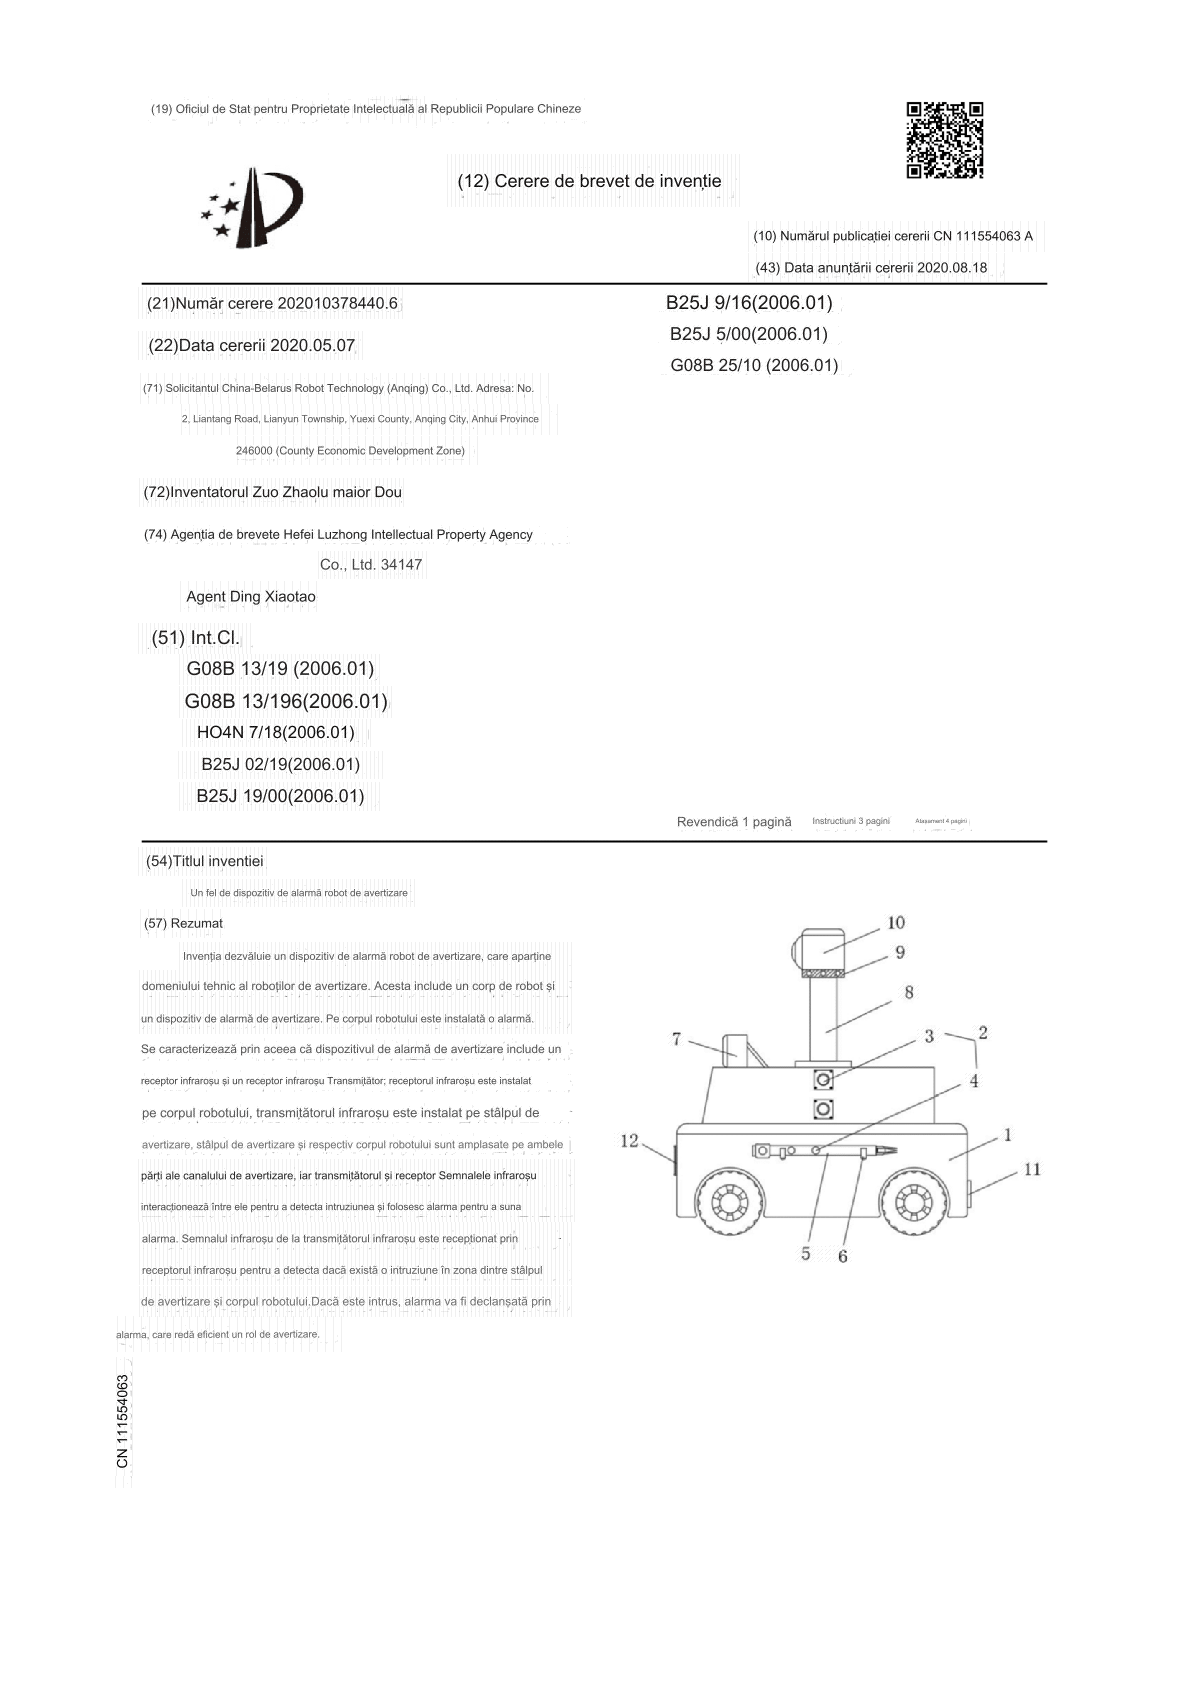 (19) Oficiul de Stat pentru Proprietate Intelectuală al Republicii Populare Chineze
(12) Cerere de brevet de invenție
(10) Numărul publicației cererii CN 111554063 A
(43) Data anunțării cererii 2020.08.18
(21)Număr cerere 202010378440.6
(22)Data cererii 2020.05.07
(71) Solicitantul China-Belarus Robot Technology (Anqing) Co., Ltd. Adresa: No.
2, Liantang Road, Lianyun Township, Yuexi County, Anqing City, Anhui Province
246000 (County Economic Development Zone)
(72)Inventatorul Zuo Zhaolu maior Dou
(74) Agenția de brevete Hefei Luzhong Intellectual Property Agency
Co., Ltd. 34147
Agent Ding Xiaotao
(51) Int.Cl.
G08B 13/19 (2006.01)
G08B 13/196(2006.01)
HO4N 7/18(2006.01)
B25J 02/19(2006.01)
B25J 19/00(2006.01)
B25J 9/16(2006.01)
B25J 5/00(2006.01)
G08B 25/10 (2006.01)
Revendică 1 pagină Instrucțiuni 3 pagini Atașament 4 pagini
(54)Titlul inventiei
Un fel de dispozitiv de alarmă robot de avertizare
(57) Rezumat
Invenția dezvăluie un dispozitiv de alarmă robot de avertizare, care aparține
domeniului tehnic al roboților de avertizare. Acesta include un corp de robot și
un dispozitiv de alarmă de avertizare. Pe corpul robotului este instalată o alarmă.
Se caracterizează prin aceea că dispozitivul de alarmă de avertizare include un
receptor infraroșu și un receptor infraroșu Transmițător; receptorul infraroșu este instalat
pe corpul robotului, transmițătorul infraroșu este instalat pe stâlpul de
avertizare, stâlpul de avertizare și respectiv corpul robotului sunt amplasate pe ambele
părți ale canalului de avertizare, iar transmițătorul și receptor Semnalele infraroșu
interacționează între ele pentru a detecta intruziunea și folosesc alarma pentru a suna
alarma. Semnalul infraroșu de la transmițătorul infraroșu este recepționat prin
receptorul infraroșu pentru a detecta dacă există o intruziune în zona dintre stâlpul
de avertizare și corpul robotului.Dacă este intrus, alarma va fi declanșată prin
alarma, care redă eficient un rol de avertizare.
10
9
8
7
3
2
4
12
1
11
5
6
CN 111554063